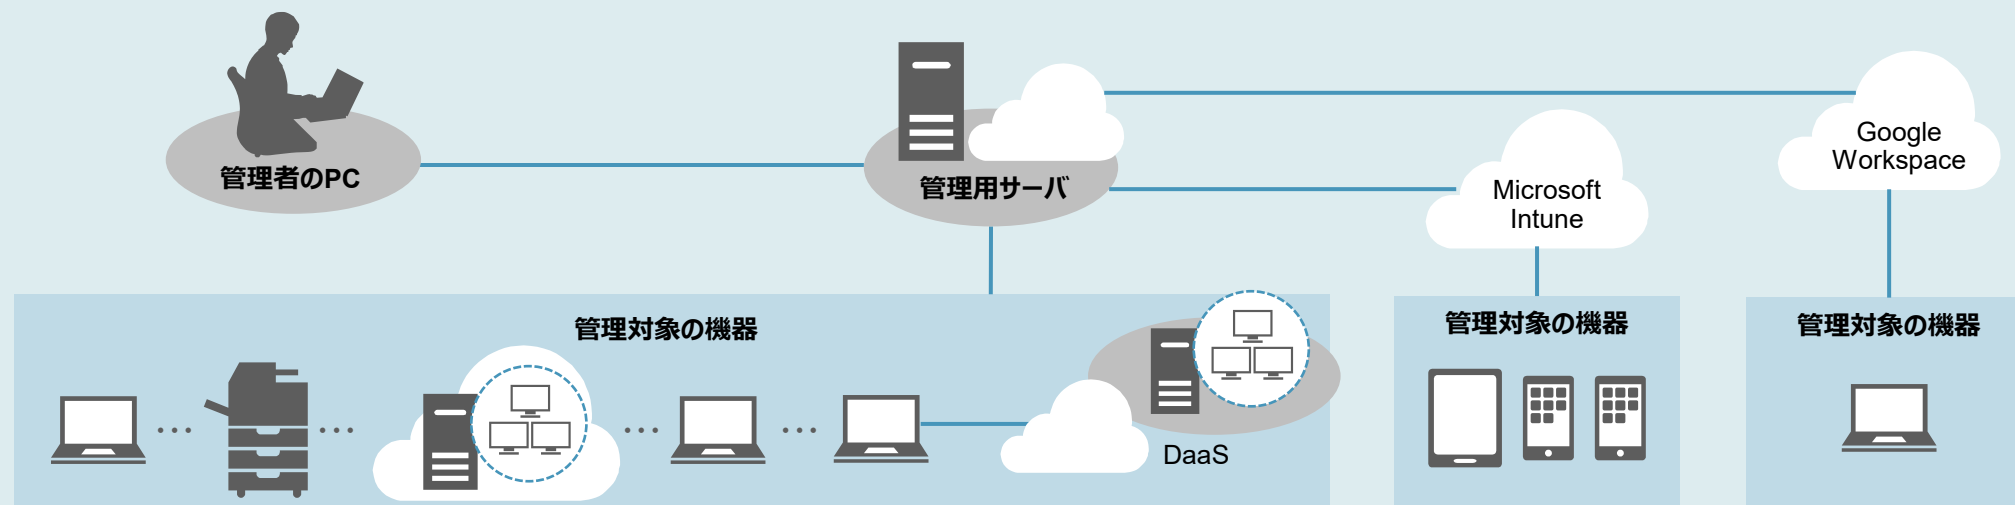 管理者のPC
管理用サーバ
Microsoft
Intune
Google
Workspace
管理対象の機器
DaaS
管理対象の機器
管理対象の機器